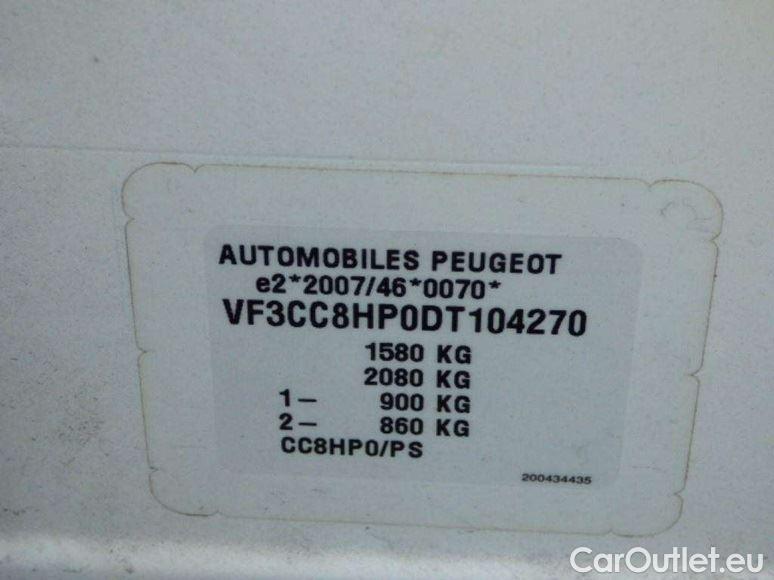 AUTOMOBILES PEUGEOT
e2*2007/46*0070*
VF3CC8HP0DT104270
1580 KG
2080 KG
1– 900 KG
2– 860 KG
CC8HP0/PS
200434435
CarOutlet.eu